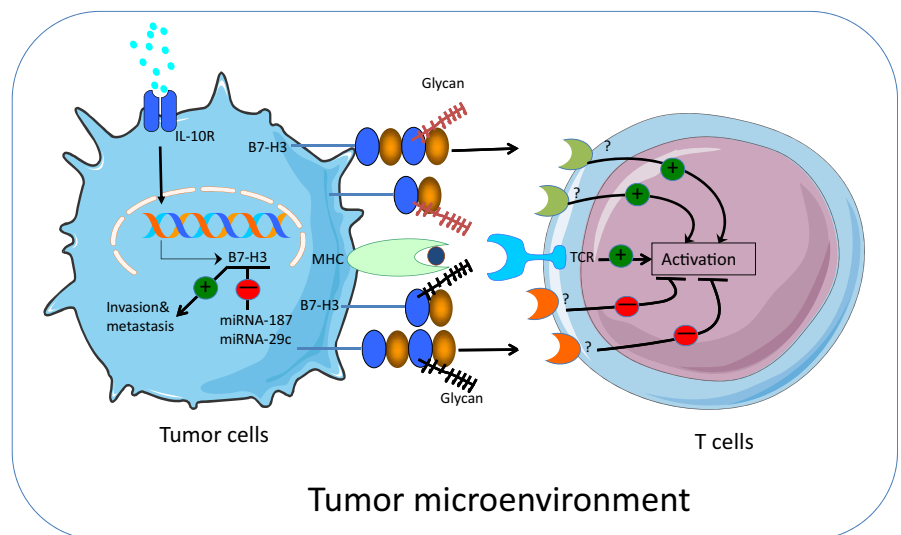 Glycan
IL-10R
B7-H3
?
+
?
+
MHC
TCR
+
Activation
B7-H3
+
−
Invasion&
metastasis
miRNA-187
miRNA-29c
B7-H3
?
−
?
−
Glycan
Tumor cells
T cells
Tumor microenvironment